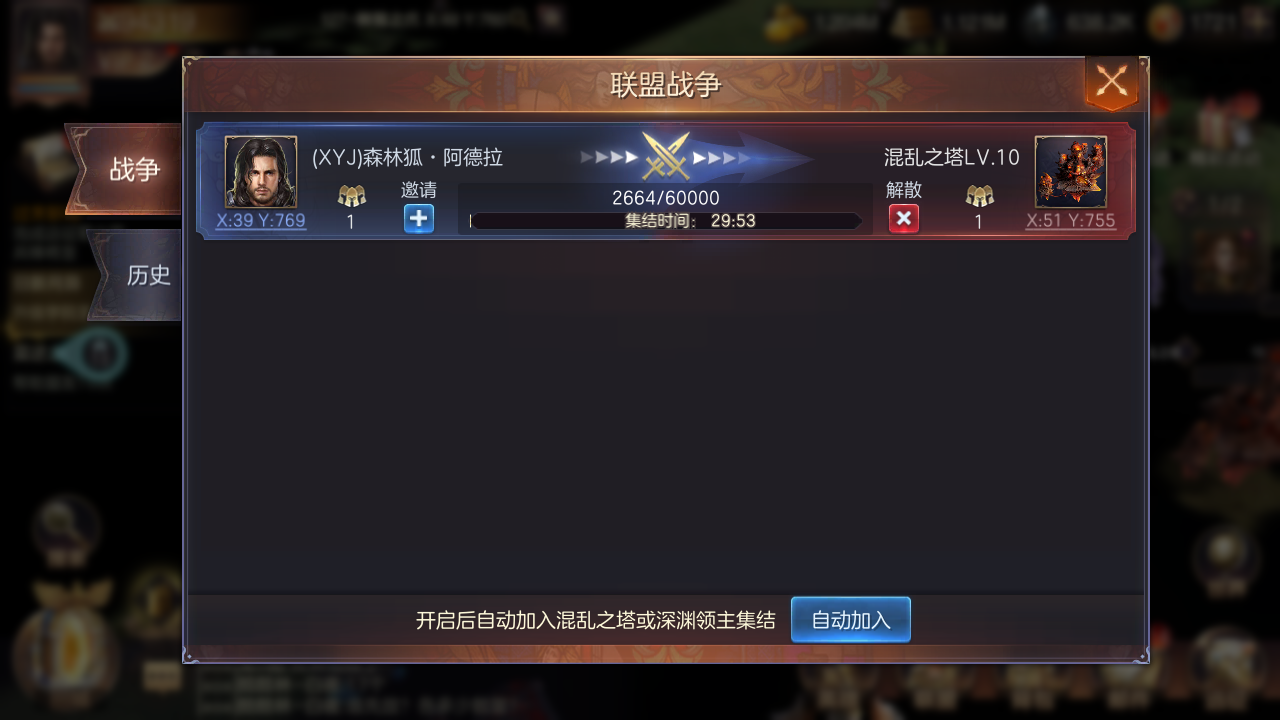 联盟战争
战争
历史
(XYJ)森林狐·阿德拉
混乱之塔LV.10
邀请
解散
2664/60000
X:39 Y:769
1
集结时间： 29:53
1
X:51 Y:755
开启后自动加入混乱之塔或深渊领主集结
自动加入